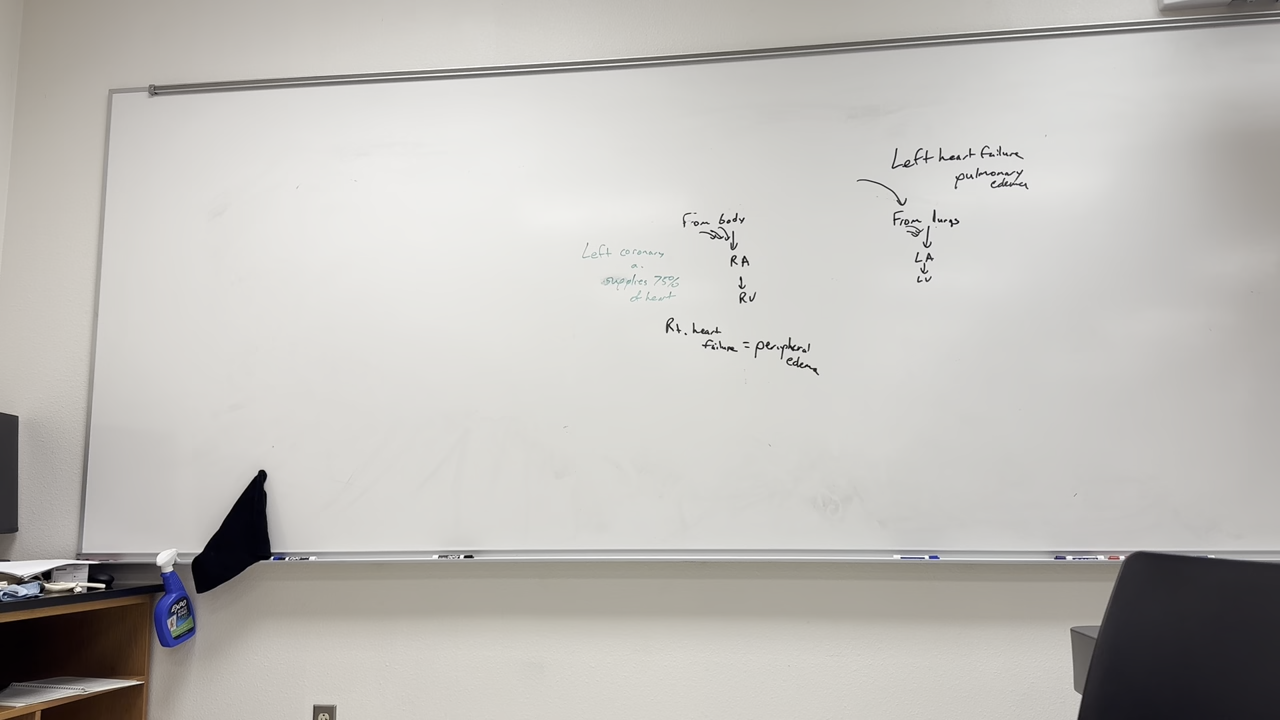 Left heart failure
pulmonary
edema
From lungs
LA
LV
From body
RA
RV
Left coronary
a.
supplies 75%
of heart
Rt. heart
failure = peripheral
edema
EXPO